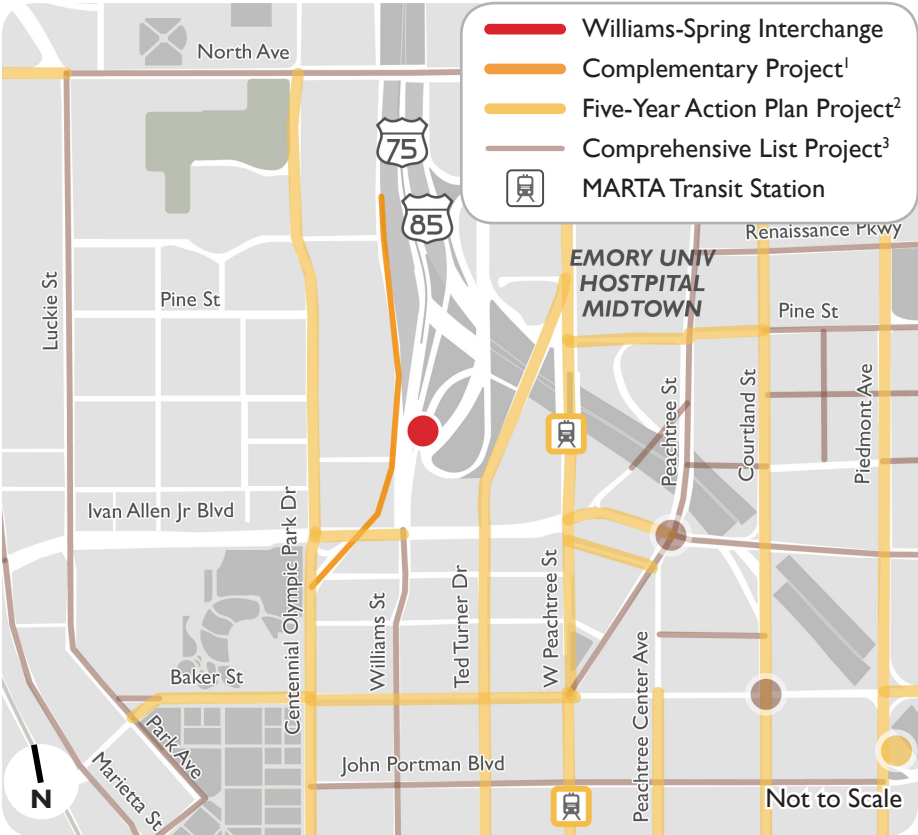 Williams-Spring Interchange
Complementary Project¹
Five-Year Action Plan Project²
Comprehensive List Project³
MARTA Transit Station
North Ave
75
85
Renaissance Pkwy
EMORY UNIV
HOSTPITAL
MIDTOWN
Luckie St
Pine St
Pine St
Peachtree St
Courtland St
Piedmont Ave
Ivan Allen Jr Blvd
Centennial Olympic Park Dr
Williams St
Ted Turner Dr
W Peachtree St
Peachtree Center Ave
Baker St
Park Ave
Marietta St
John Portman Blvd
N
Not to Scale